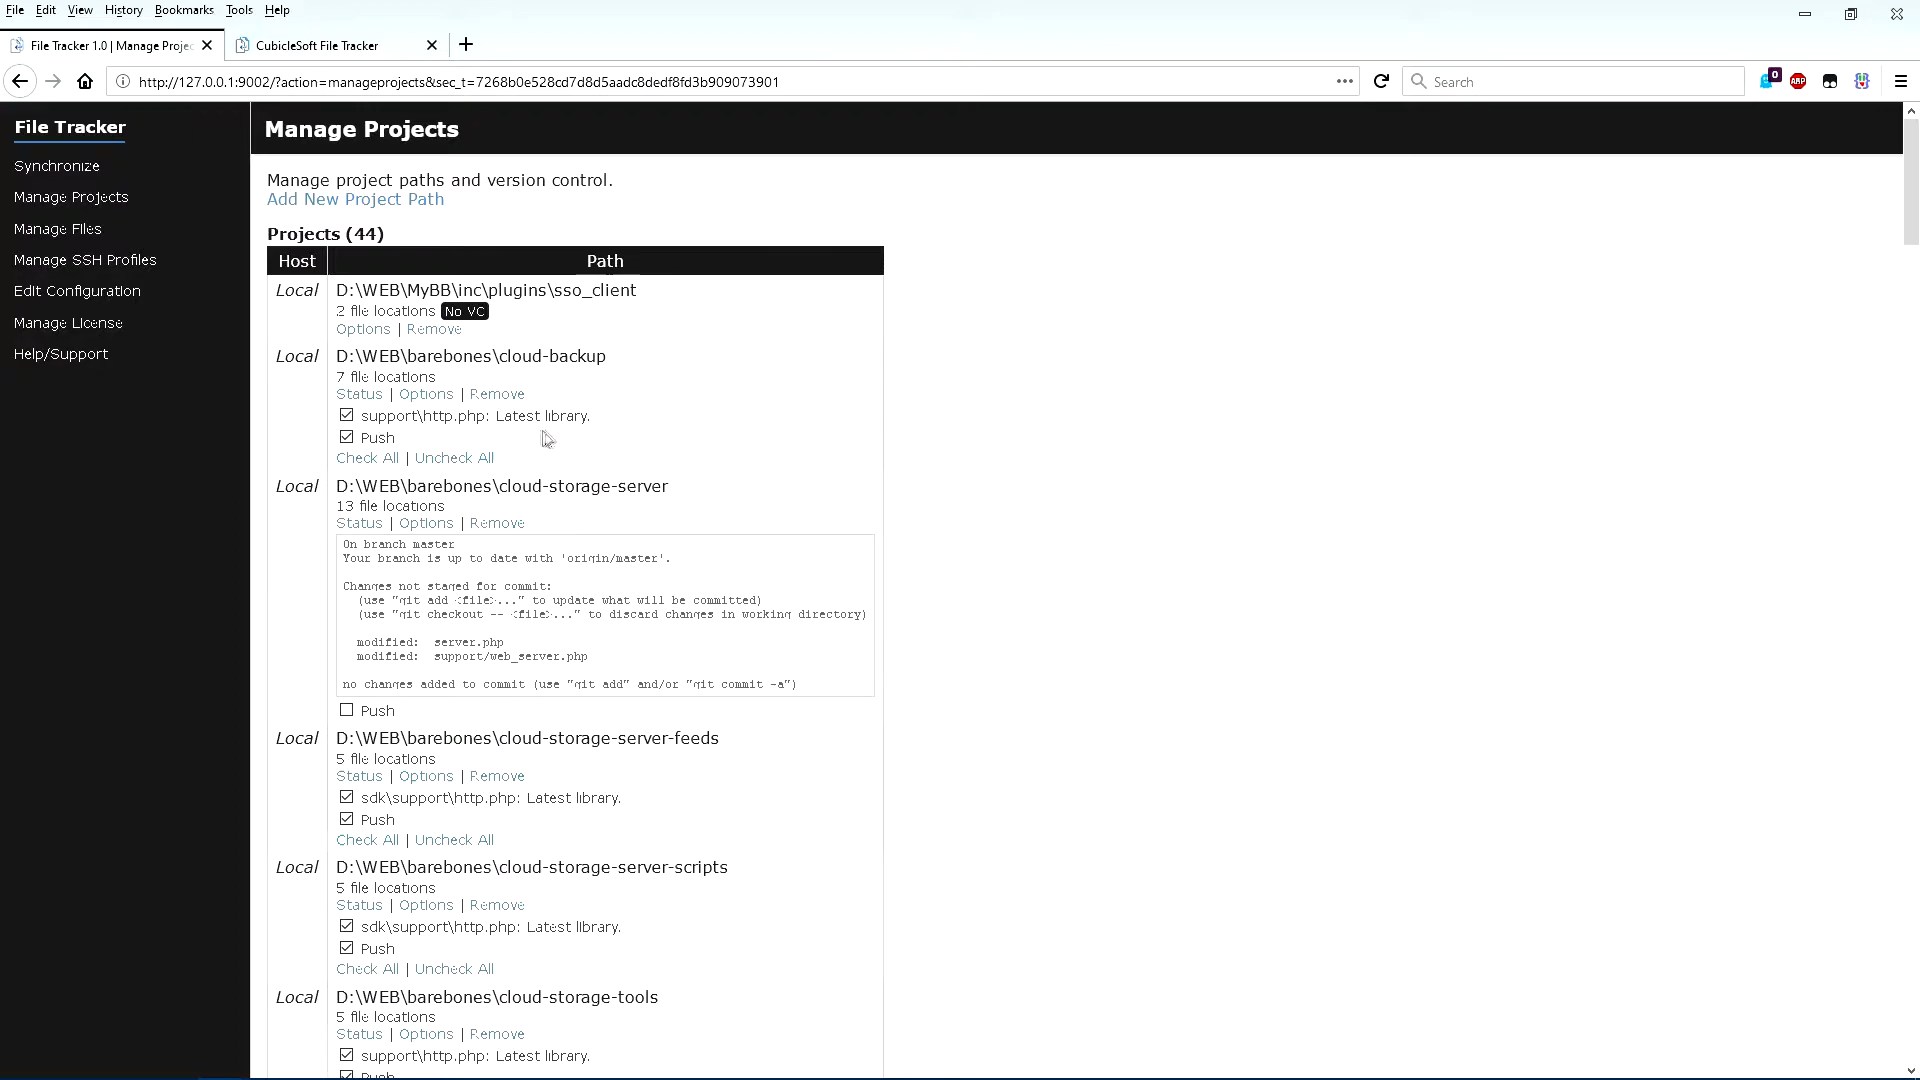 File Edit View History Bookmarks Tools Help
File Tracker 1.0 | Manage Projec
CubicleSoft File Tracker
http://127.0.0.1:9002/?action=manageprojects&sec_t=7268b0e528cd7d8d5aadc8dedf8fd3b909073901
Search
0
ABP
File Tracker
Synchronize
Manage Projects
Manage Files
Manage SSH Profiles
Edit Configuration
Manage License
Help/Support
Manage Projects
Manage project paths and version control.
Add New Project Path
Projects (44)
Host Path
Local D:\WEB\MyBB\inc\plugins\sso_client
2 file locations No VC
Options | Remove
Local D:\WEB\barebones\cloud-backup
7 file locations
Status | Options | Remove
support\http.php: Latest library.
Push
Check All | Uncheck All
Local D:\WEB\barebones\cloud-storage-server
13 file locations
Status | Options | Remove
On branch master
Your branch is up to date with 'origin/master'.
Changes not staged for commit:
(use "git add <file>..." to update what will be committed)
(use "git checkout -- <file>..." to discard changes in working directory)
modified: server.php
modified: support/web_server.php
no changes added to commit (use "git add" and/or "git commit -a")
Push
Local D:\WEB\barebones\cloud-storage-server-feeds
5 file locations
Status | Options | Remove
sdk\support\http.php: Latest library.
Push
Check All | Uncheck All
Local D:\WEB\barebones\cloud-storage-server-scripts
5 file locations
Status | Options | Remove
sdk\support\http.php: Latest library.
Push
Check All | Uncheck All
Local D:\WEB\barebones\cloud-storage-tools
5 file locations
Status | Options | Remove
support\http.php: Latest library.
Push